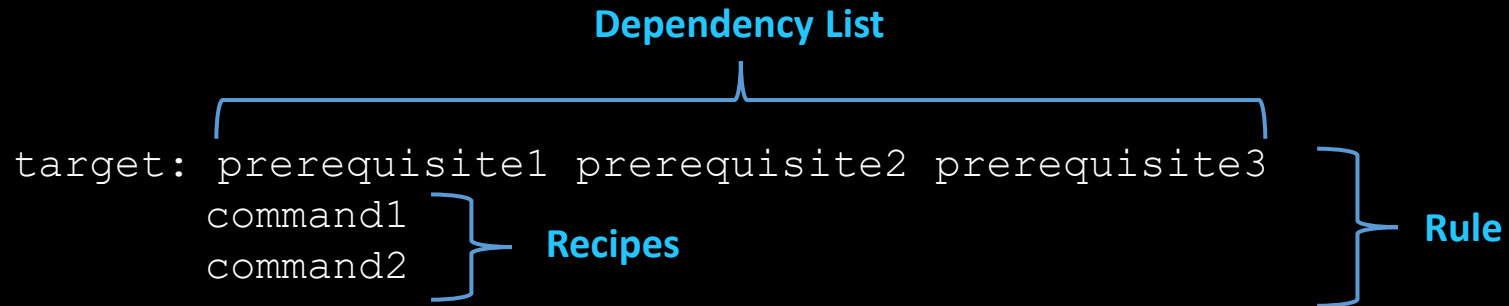 Dependency List
target: prerequisite1 prerequisite2 prerequisite3
command1
command2
Recipes
Rule